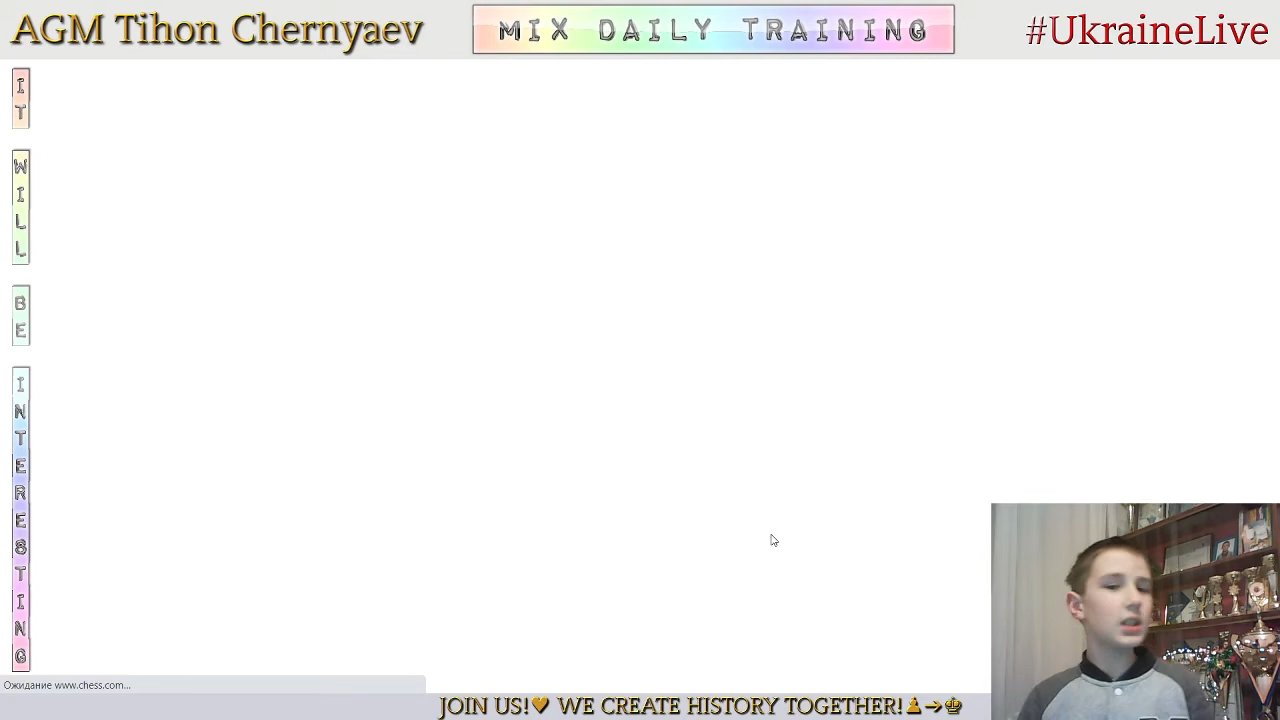 AGM Tihon Chernyaev
MIX DAILY TRAINING
#UkraineLive
IT
WILL
BE
INTERESTING
Ожидание www.chess.com...
JOIN US!♥ WE CREATE HISTORY TOGETHER!♟→♚